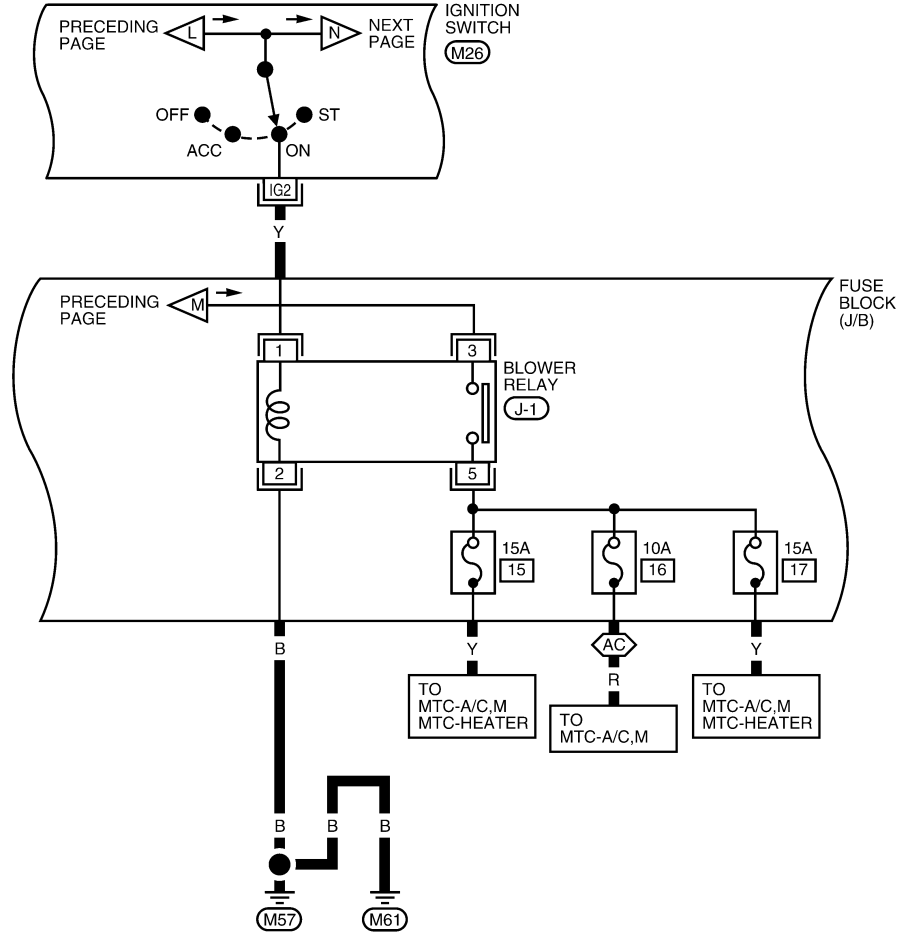 PRECEDING
PAGE
L
N
NEXT
PAGE
IGNITION
SWITCH
M26
OFF
ACC
ON
ST
IG2
Y
PRECEDING
PAGE
M
FUSE
BLOCK
(J/B)
1
3
BLOWER
RELAY
J-1
2
5
15A
15
10A
16
15A
17
B
Y
AC
R
Y
TO
MTC-A/C,M
MTC-HEATER
TO
MTC-A/C,M
TO
MTC-A/C,M
MTC-HEATER
B
B
B
M57
M61